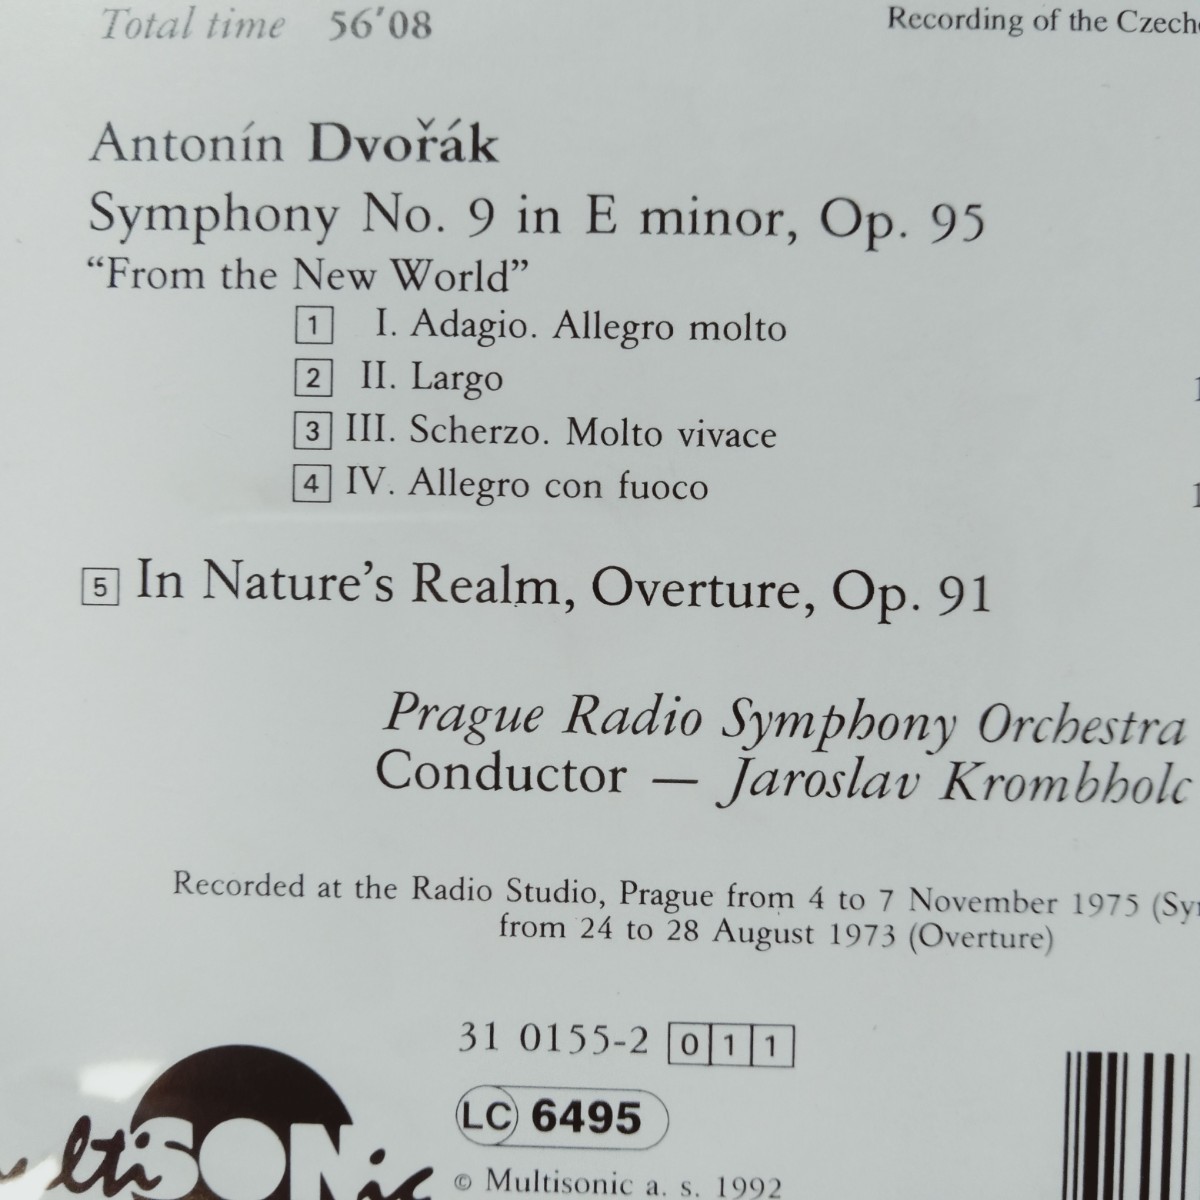 Total time 56'08
Recording of the
Antonín Dvořák
Symphony No. 9 in E minor, Op. 95
“From the New World”
1 I. Adagio. Allegro molto
2 II. Largo
3 III. Scherzo. Molto vivace
4 IV. Allegro con fuoco
5 In Nature’s Realm, Overture, Op. 91
Prague Radio Symphony Orchestra
Conductor — Jaroslav Krombholc
Recorded at the Radio Studio, Prague from 4 to 7 November 1975
from 24 to 28 August 1973 (Overture)
31 0155-2 0 1 1
LC 6495
© Multisonic a. s. 1992